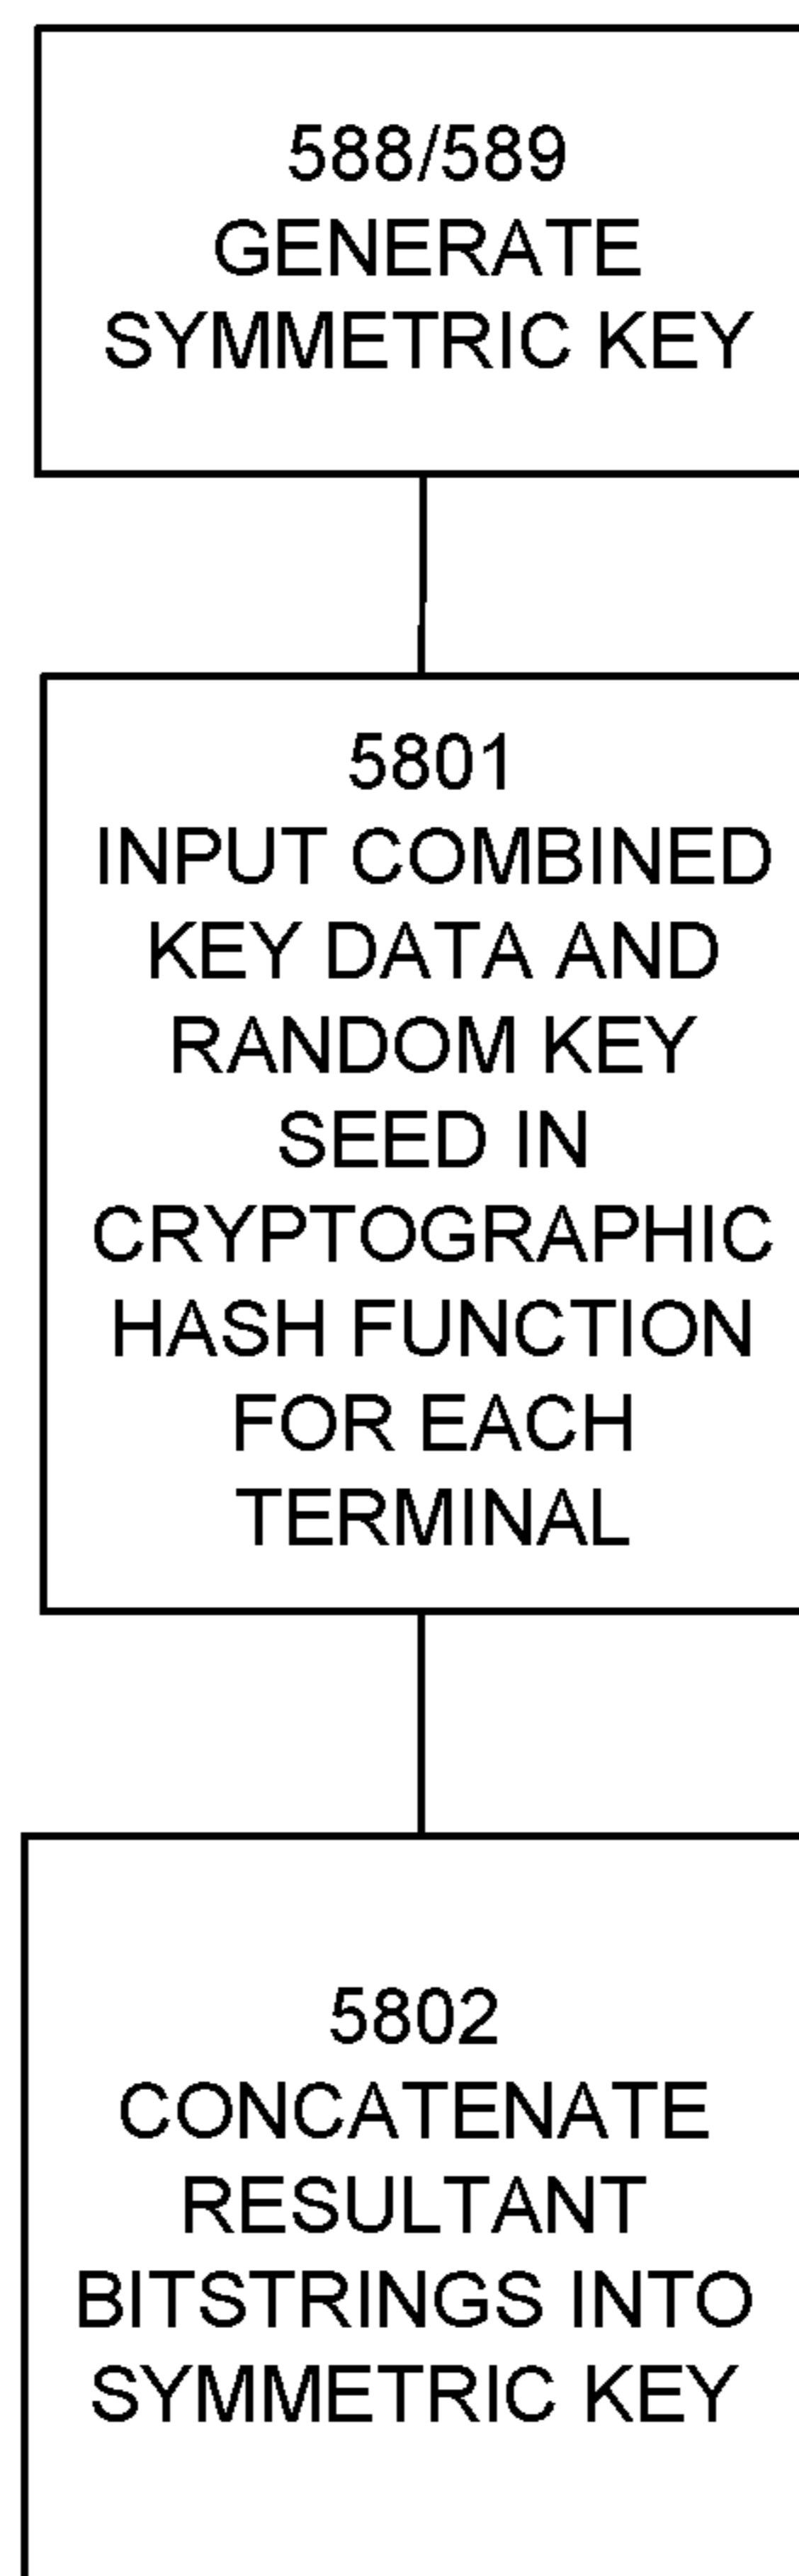 588/589
GENERATE
SYMMETRIC KEY
5801
INPUT COMBINED
KEY DATA AND
RANDOM KEY
SEED IN
CRYPTOGRAPHIC
HASH FUNCTION
FOR EACH
TERMINAL
5802
CONCATENATE
RESULTANT
BITSTRINGS INTO
SYMMETRIC KEY